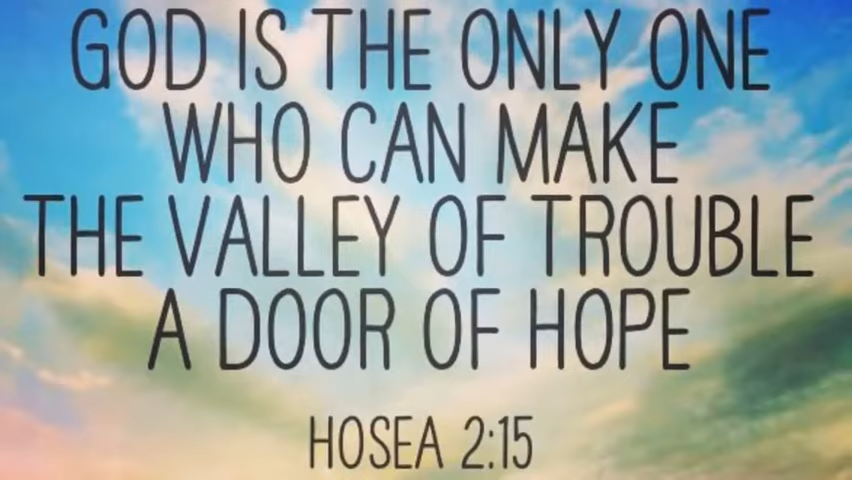 GOD IS THE ONLY ONE
WHO CAN MAKE
THE VALLEY OF TROUBLE
A DOOR OF HOPE
HOSEA 2:15